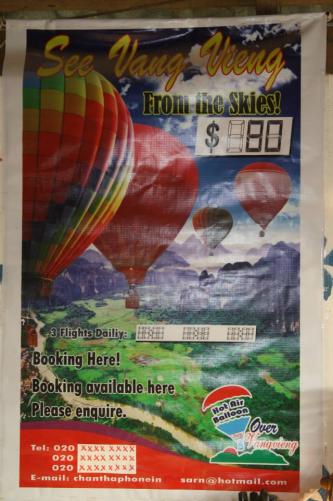 See Vang Vieng
From the Skies!
$ 80
3 Flights Dailiy:
Booking Here!
Booking available here
Please enquire.
Hot Air
Balloon
Over
Vangvieng
Tel: 020 XXXX XXXX
020 XXXX XXXX
020 XXXX XXXX
E-mail: chanthaphonein sarn@hotmail.com